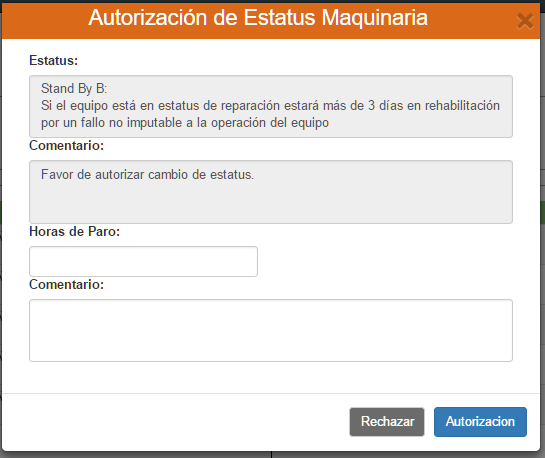 Autorización de Estatus Maquinaria
Estatus:
Stand By B:
Si el equipo está en estatus de reparación estará más de 3 días en rehabilitación
por un fallo no imputable a la operación del equipo
Comentario:
Favor de autorizar cambio de estatus.
Horas de Paro:
Comentario:
Rechazar Autorizacion